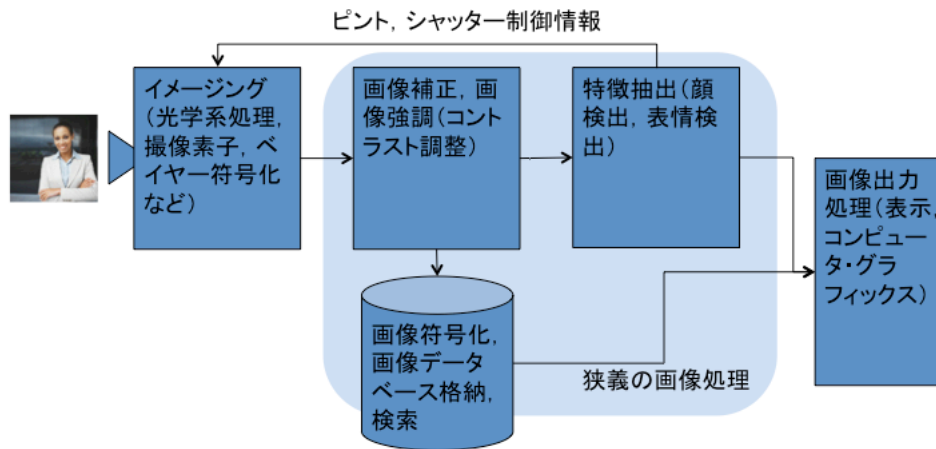 ピント，シャッター制御情報
イメージング
（光学系処理，
撮像素子，ベ
イヤー符号化
など）
画像補正，画
像強調（コント
ラスト調整）
特徴抽出（顔
検出，表情検
出）
画像出力
処理（表示，
コンピュー
タ・グラ
フィックス）
画像符号化，
画像データ
ベース格納，
検索
狭義の画像処理